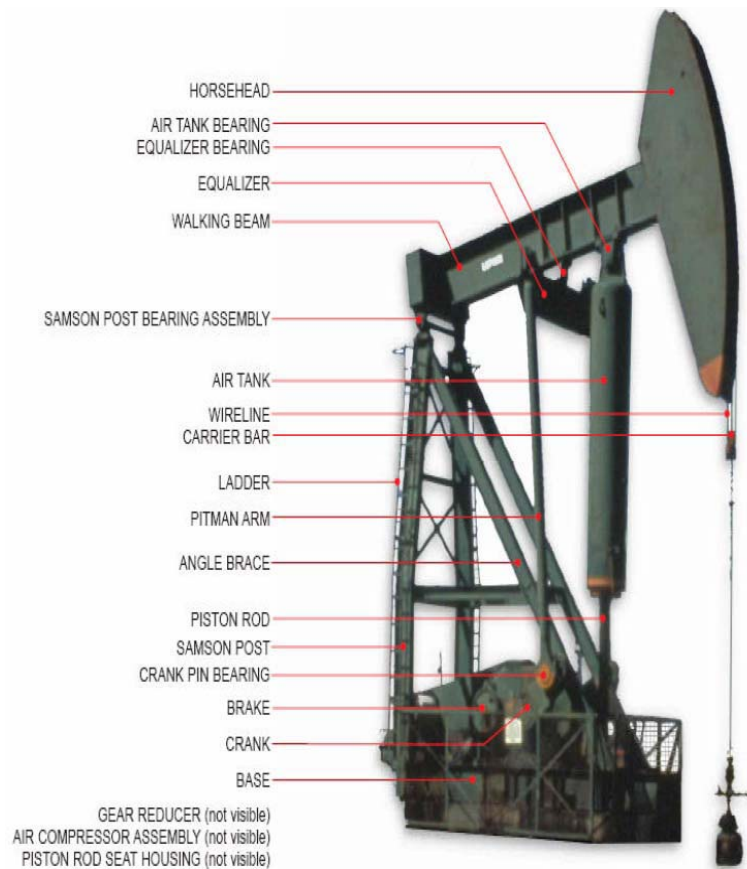 HORSEHEAD
AIR TANK BEARING
EQUALIZER BEARING
EQUALIZER
WALKING BEAM
SAMSON POST BEARING ASSEMBLY
AIR TANK
WIRELINE
CARRIER BAR
LADDER
PITMAN ARM
ANGLE BRACE
PISTON ROD
SAMSON POST
CRANK PIN BEARING
BRAKE
CRANK
BASE
GEAR REDUCER (not visible)
AIR COMPRESSOR ASSEMBLY (not visible)
PISTON ROD SEAT HOUSING (not visible)